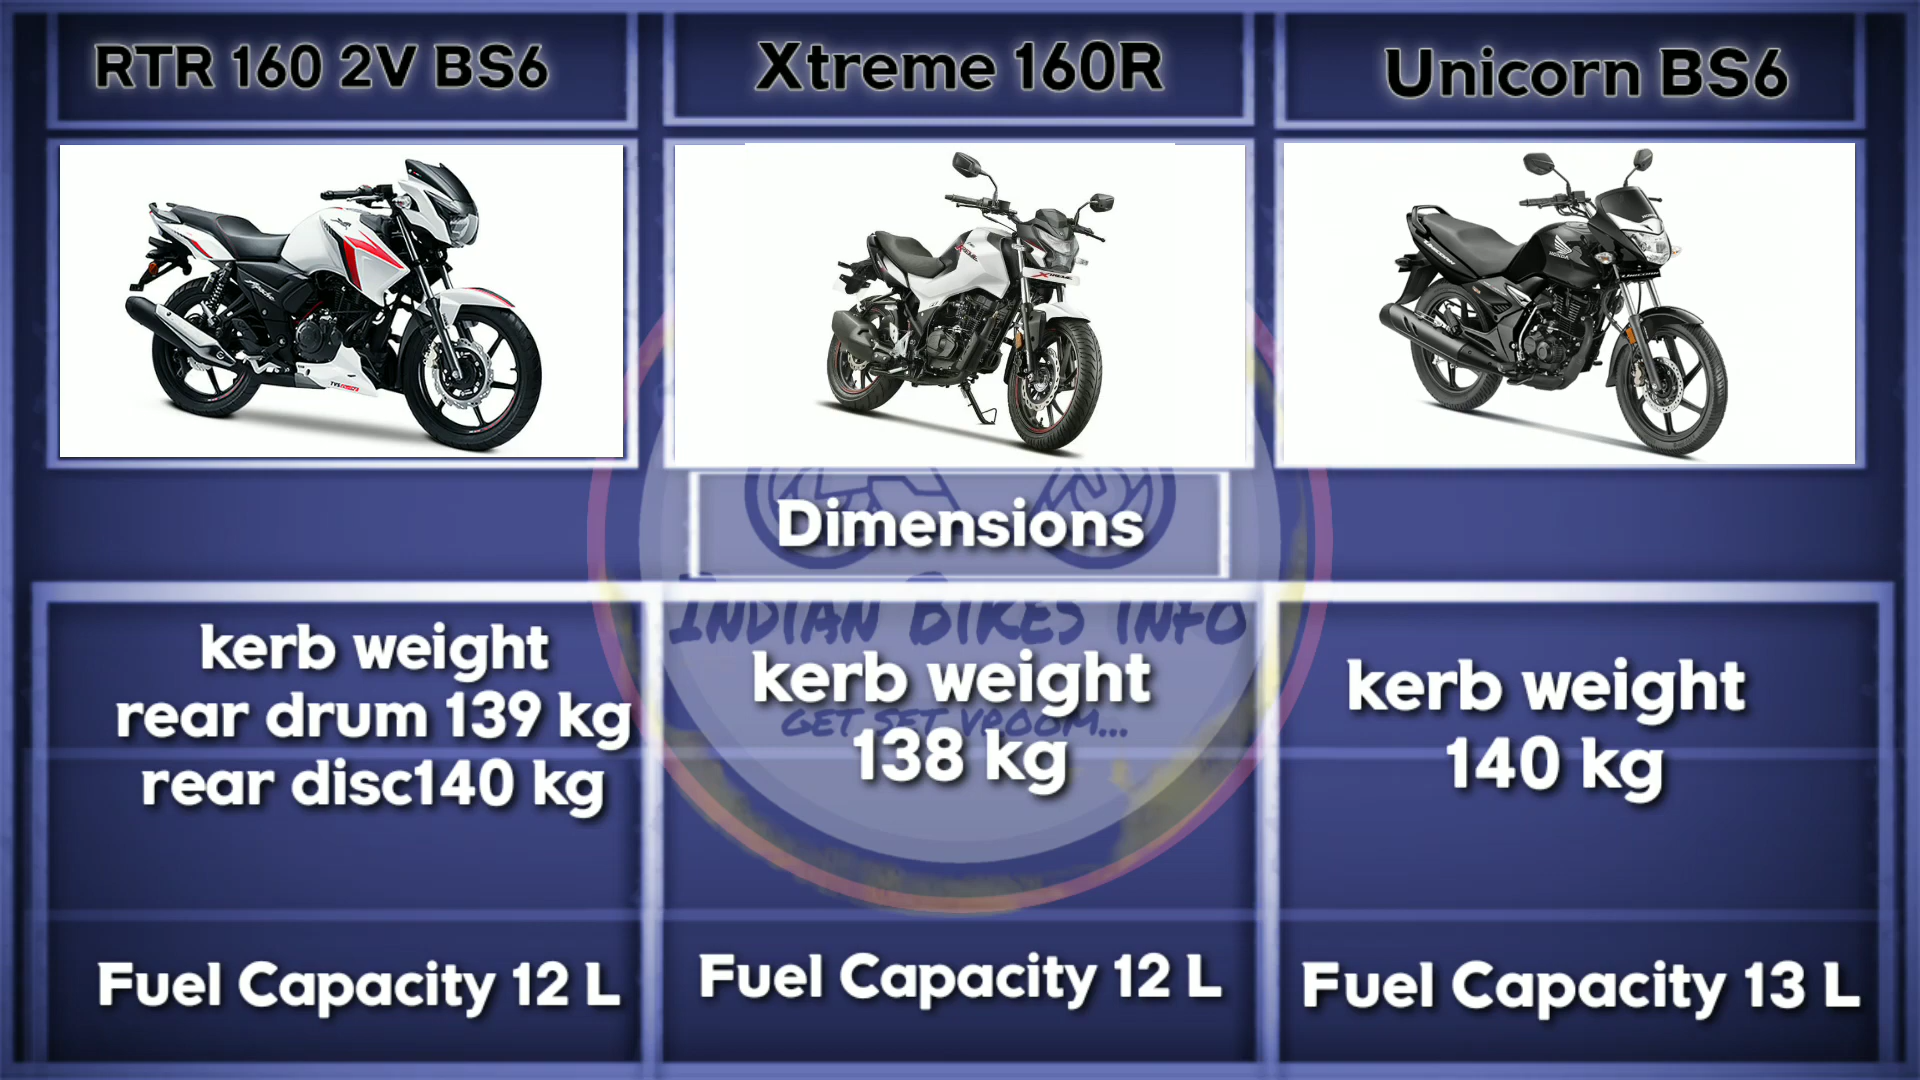 RTR 160 2V BS6
Xtreme 160R
Unicorn BS6
Dimensions
INDIAN BIKES INFO
GET SET VROOM...
kerb weight
rear drum 139 kg
rear disc140 kg
kerb weight
138 kg
kerb weight
140 kg
Fuel Capacity 12 L
Fuel Capacity 12 L
Fuel Capacity 13 L